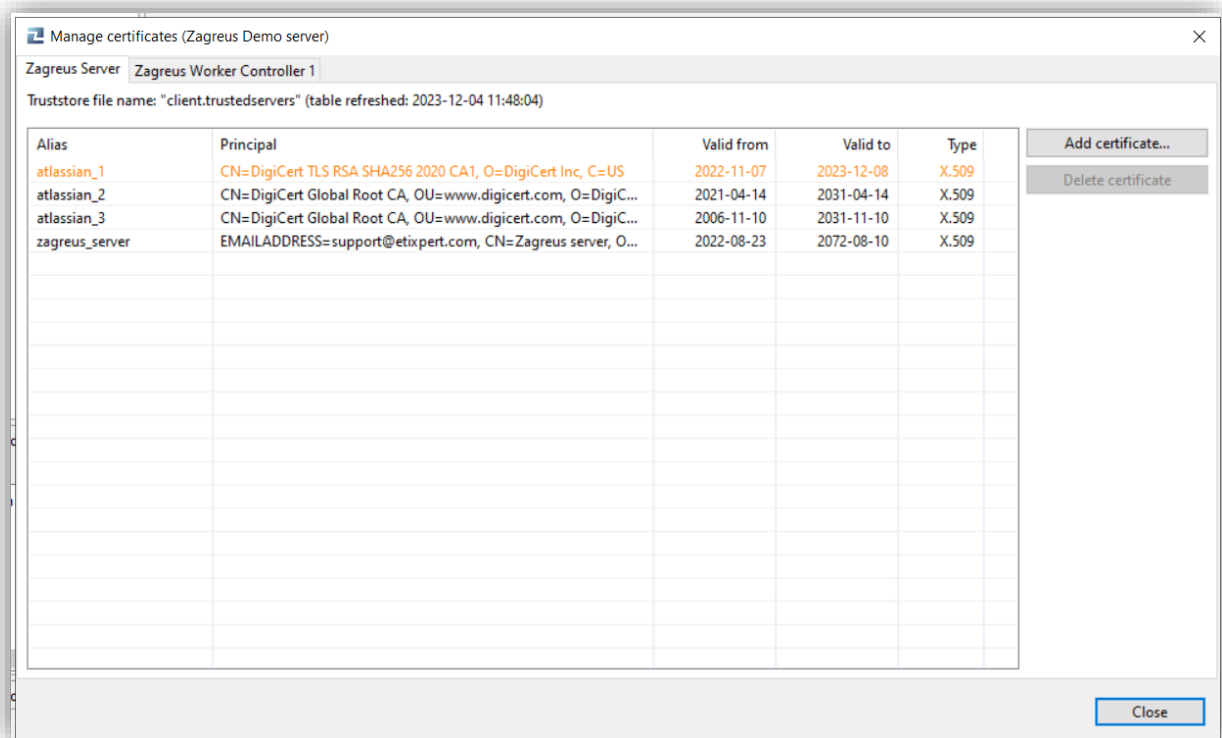 Manage certificates (Zagreus Demo server)
Zagreus Server Zagreus Worker Controller 1
Truststore file name: "client.trustedservers" (table refreshed: 2023-12-04 11:48:04)
Alias Principal Valid from Valid to Type
Add certificate...
atlassian_1 CN=DigiCert TLS RSA SHA256 2020 CA1, O=DigiCert Inc, C=US 2022-11-07 2023-12-08 X.509
Delete certificate
atlassian_2 CN=DigiCert Global Root CA, OU=www.digicert.com, O=DigiC... 2021-04-14 2031-04-14 X.509
atlassian_3 CN=DigiCert Global Root CA, OU=www.digicert.com, O=DigiC... 2006-11-10 2031-11-10 X.509
zagreus_server EMAILADDRESS=support@etixpert.com, CN=Zagreus server, O... 2022-08-23 2072-08-10 X.509
Close